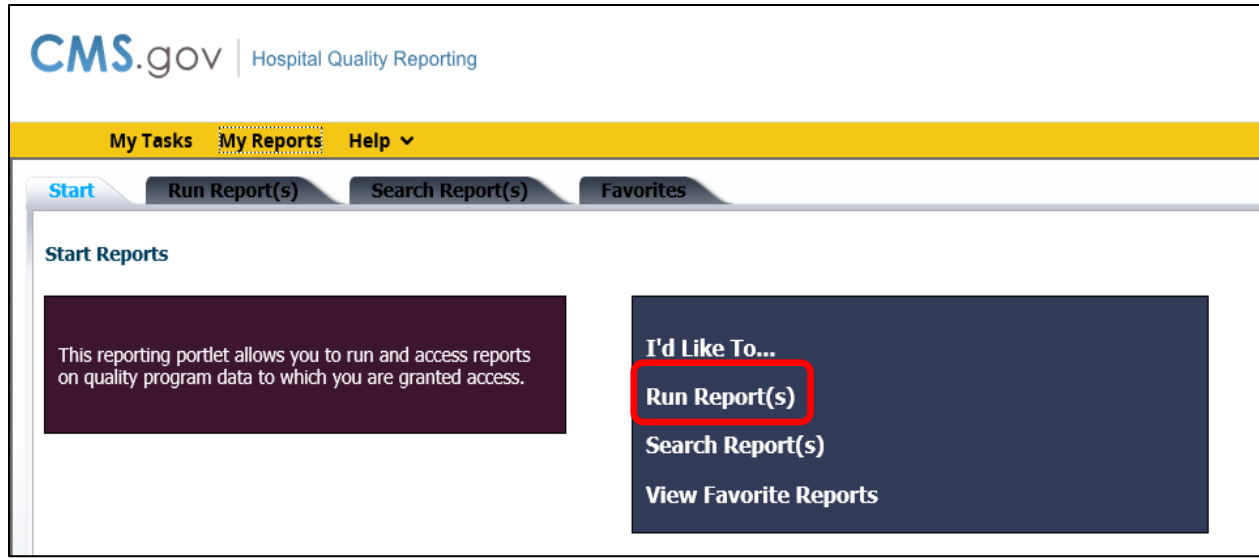 CMS.gov | Hospital Quality Reporting
My Tasks My Reports Help
Start Run Report(s) Search Report(s) Favorites
Start Reports
This reporting portlet allows you to run and access reports
on quality program data to which you are granted access.
I'd Like To...
Run Report(s)
Search Report(s)
View Favorite Reports